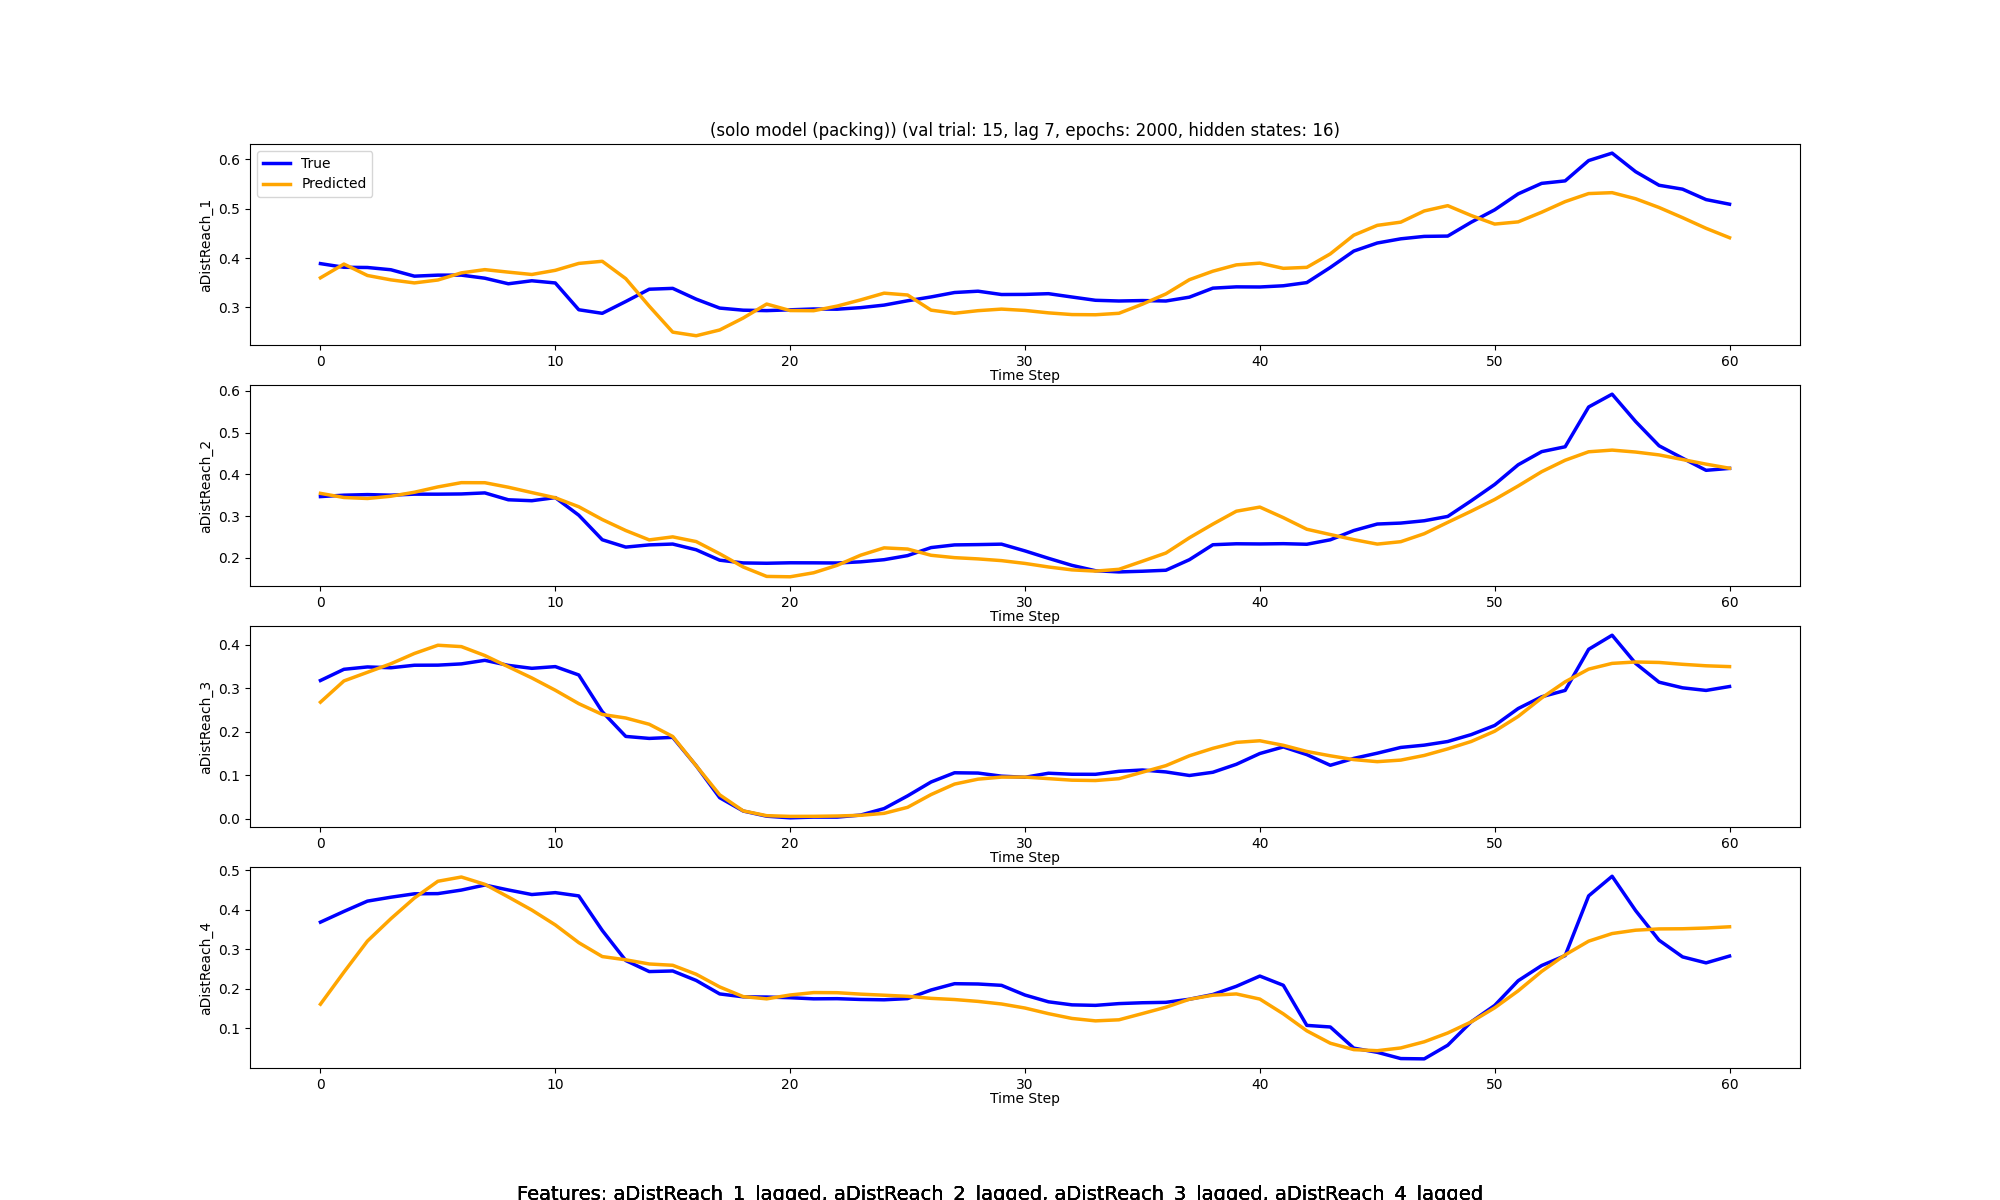 (solo model (packing)) (val trial: 15, lag 7, epochs: 2000, hidden states: 16)
True
Predicted
aDistReach_1
0.6
0.5
0.4
0.3
0 10 20 30 40 50 60
Time Step
aDistReach_2
0.6
0.5
0.4
0.3
0.2
0 10 20 30 40 50 60
Time Step
aDistReach_3
0.4
0.3
0.2
0.1
0.0
0 10 20 30 40 50 60
Time Step
aDistReach_4
0.5
0.4
0.3
0.2
0.1
0 10 20 30 40 50 60
Time Step
Features: aDistReach_1_lagged, aDistReach_2_lagged, aDistReach_3_lagged, aDistReach_4_lagged